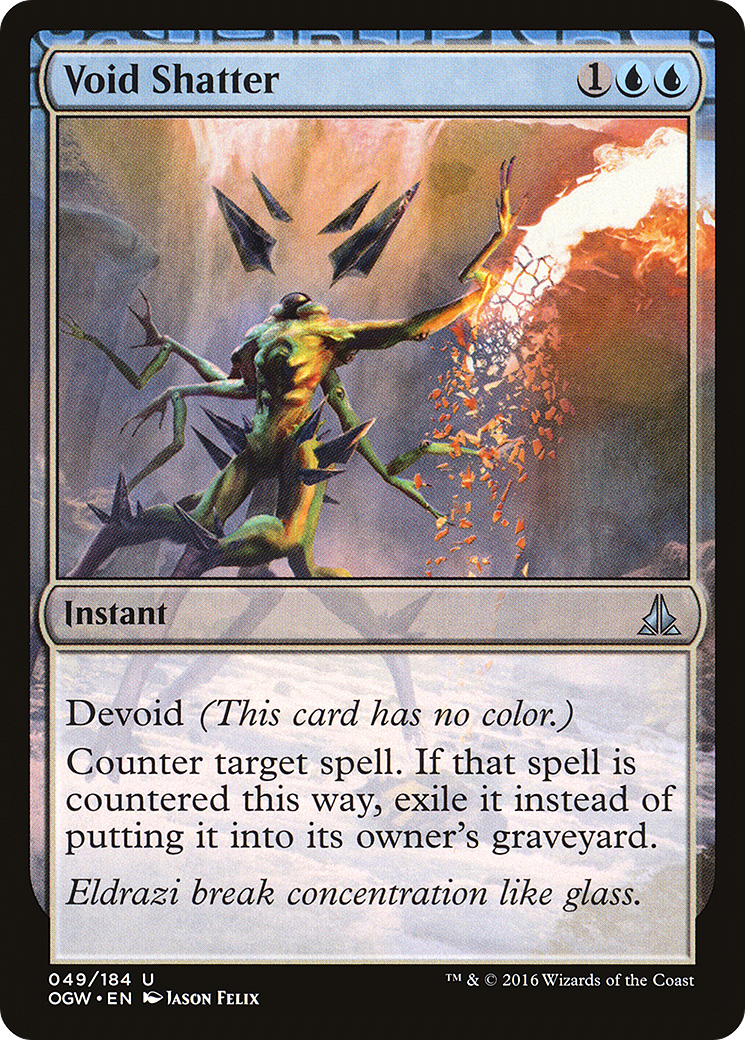 Void Shatter 1
Instant
Devoid (This card has no color.)
Counter target spell. If that spell is
countered this way, exile it instead of
putting it into its owner's graveyard.
Eldrazi break concentration like glass.
049/184 U
OGW • EN Jason Felix
™ & © 2016 Wizards of the Coast